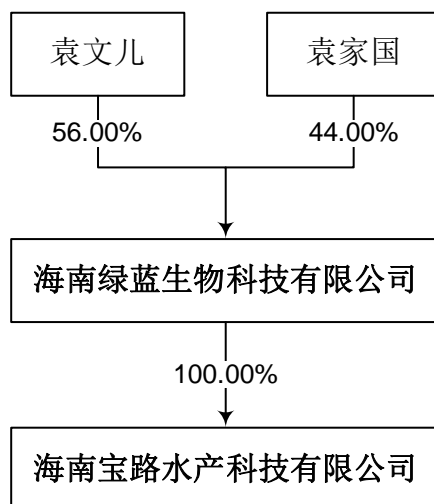 袁文儿
袁家国
56.00%
44.00%
海南绿蓝生物科技有限公司
100.00%
海南宝路水产科技有限公司